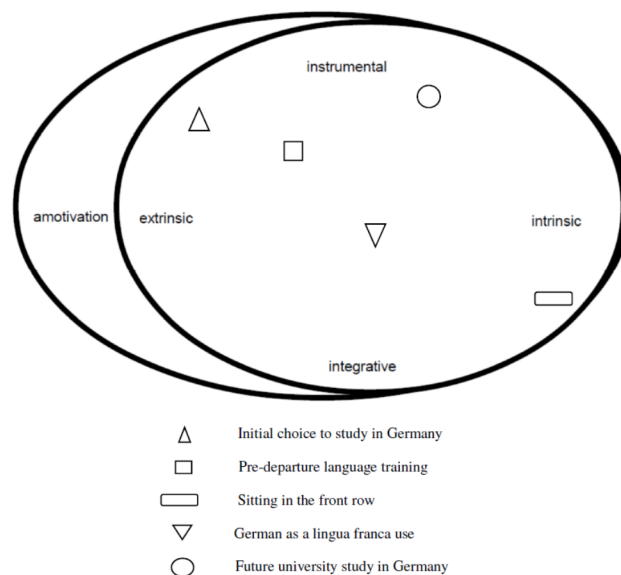 instrumental
amotivation
extrinsic
intrinsic
integrative
Initial choice to study in Germany
Pre-departure language training
Sitting in the front row
German as a lingua franca use
Future university study in Germany